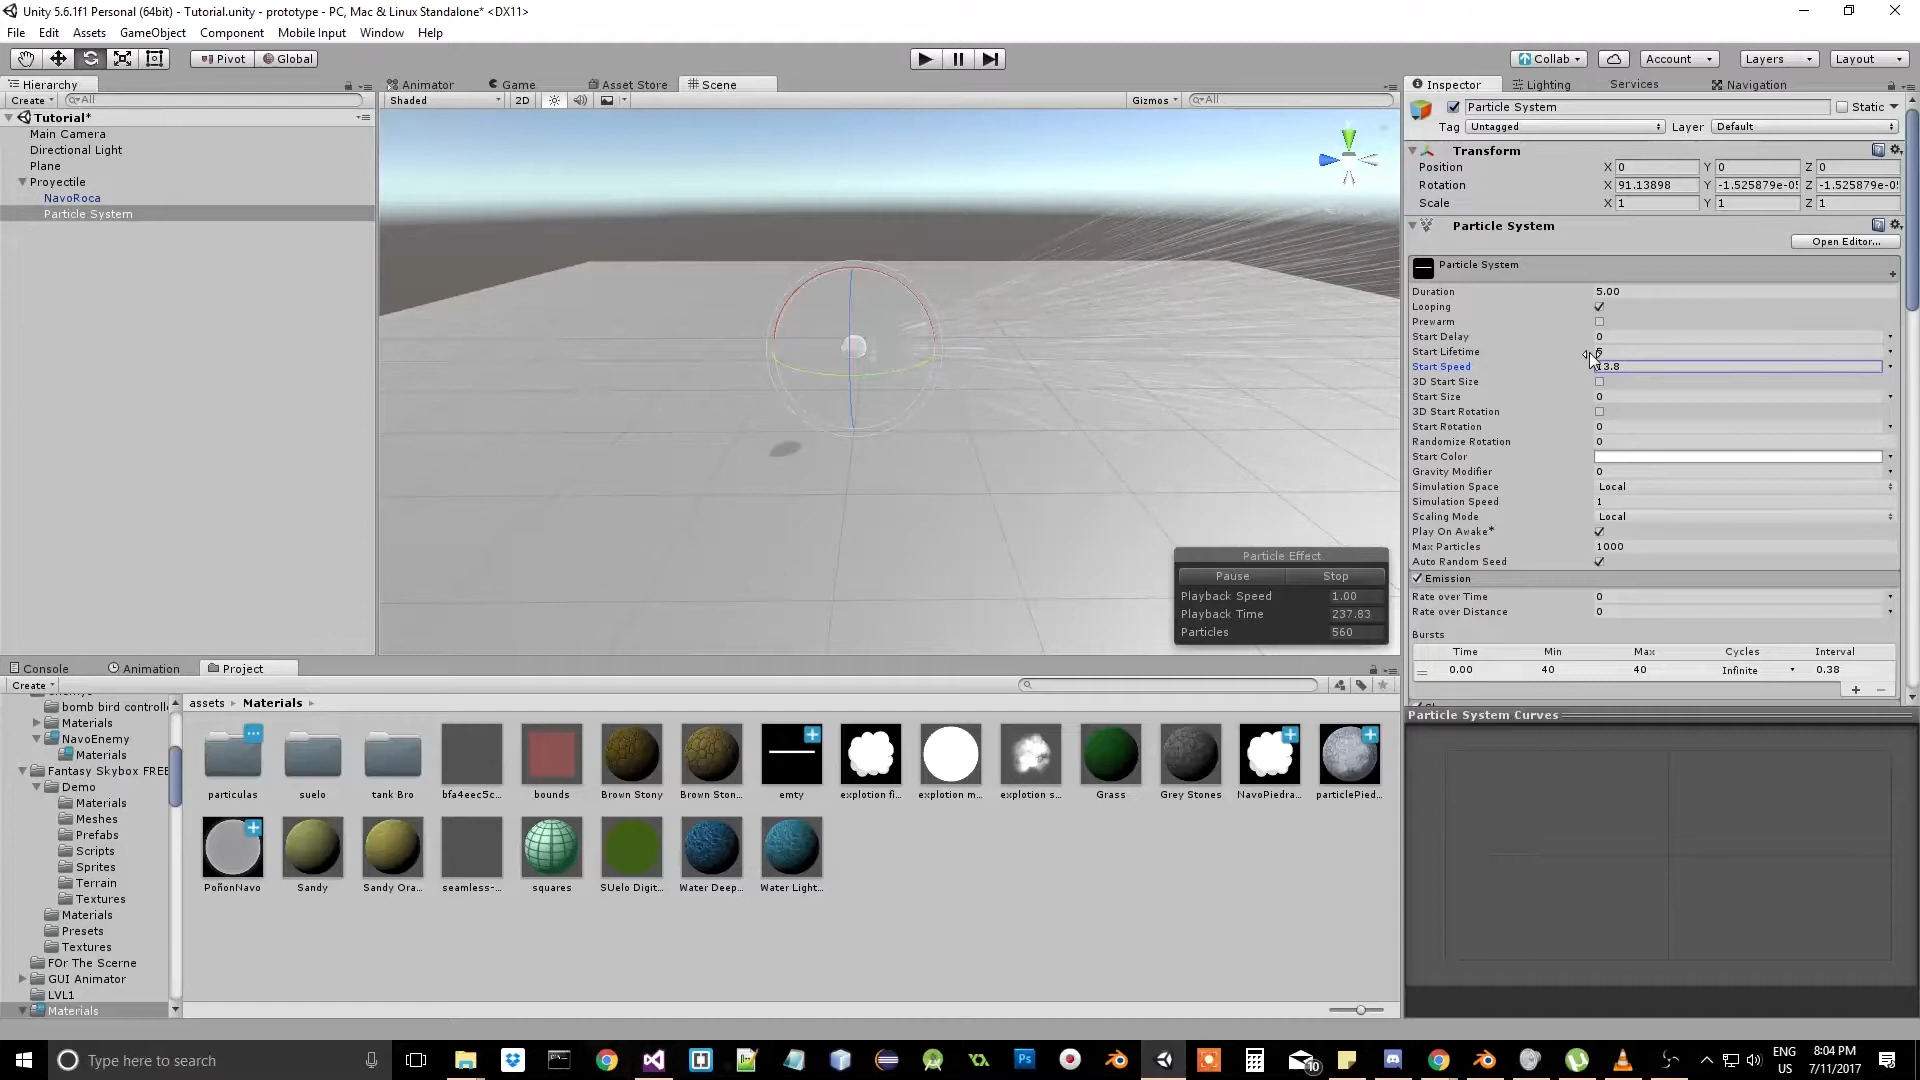 Unity 5.6.1f1 Personal (64bit) - Tutorial.unity - prototype - PC, Mac & Linux Standalone* <DX11>
File Edit Assets GameObject Component Mobile Input Window Help
Pivot Global Collab Account Layers Layout
Hierarchy Animator Game Asset Store Scene Inspector Lighting Services Navigation
Create All Shaded 2D Gizmos All
Particle System Static
Tutorial*
Tag Untagged Layer Default
Main Camera
Directional Light
Plane
Proyectile
NavoRoca
Particle System
Transform
Position X 0 Y 0 Z 0
Rotation X 91.13898 Y -1.525879e-0 Z -1.525879e-0
Scale X 1 Y 1 Z 1
Particle System
Open Editor...
Particle System
Duration 5.00
Looping
Prewarm
Start Delay 0
Start Lifetime 5
Start Speed 13.8
3D Start Size
Start Size 0
3D Start Rotation
Start Rotation 0
Randomize Rotation 0
Start Color
Gravity Modifier 0
Simulation Space Local
Simulation Speed 1
Scaling Mode Local
Play On Awake*
Max Particles 1000
Auto Random Seed
Emission
Rate over Time 0
Rate over Distance 0
Bursts
Time Min Max Cycles Interval
0.00 40 40 Infinite 0.38
Particle System Curves
Particle Effect
Pause Stop
Playback Speed 1.00
Playback Time 237.83
Particles 560
Console Animation Project
Create
assets Materials
bomb bird controll
Materials
NavoEnemy
Materials
Fantasy Skybox FREE
Demo
Materials
Meshes
Prefabs
Scripts
Sprites
Terrain
Textures
Materials
Presets
Textures
FOr The Scerne
GUI Animator
LVL1
Materials
particulas suelo tank Bro bfa4eec5c... bounds Brown Stony Brown Ston... emty explotion fi... explotion m... explotion s... Grass Grey Stones NavoPiedra... particlePied...
PoñonNavo Sandy Sandy Ora... seamless-... squares SUelo Digit... Water Deep... Water Light...
Type here to search
Ps 10
ENG 8:04 PM
US 7/11/2017